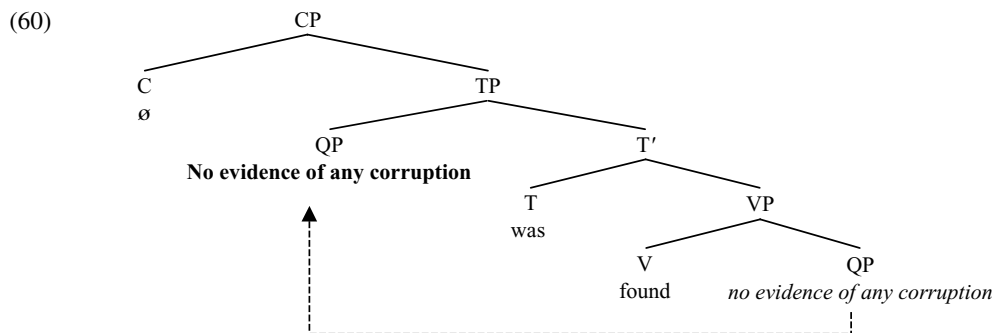 (60)
CP
C
TP
ø
QP
T′
No evidence of any corruption
T
VP
was
V
QP
found
no evidence of any corruption